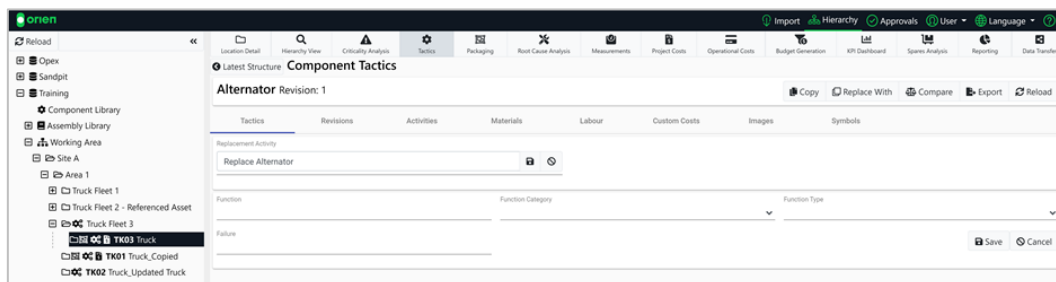 orien
Import Hierarchy Approvals User Language
Reload «
Location Detail Hierarchy View Criticality Analysis Tactics Packaging Root Cause Analysis Measurements Project Costs Operational Costs Budget Generation KPI Dashboard Spares Analysis Reporting Data Transfer
Opex
Sandpit
Training
Component Library
Assembly Library
Working Area
Site A
Area 1
Truck Fleet 1
Truck Fleet 2 - Referenced Asset
Truck Fleet 3
TK03 Truck
TK01 Truck_Copied
TK02 Truck_Updated Truck
Latest Structure Component Tactics
Alternator Revision: 1
Copy Replace With Compare Export Reload
Tactics Revisions Activities Materials Labour Custom Costs Images Symbols
Replacement Activity
Replace Alternator
Function Function Category Function Type
Failure
Save Cancel